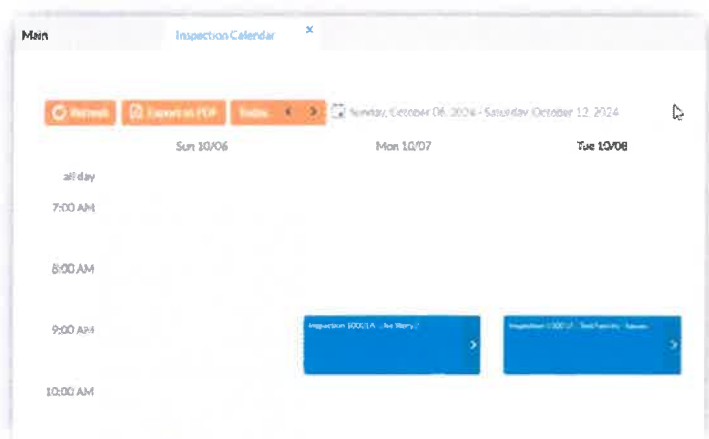 Main Inspection Calendar ×
Refresh Export to PDF Today Sunday, October 06, 2024 - Saturday, October 12, 2024
Sun 10/06 Mon 10/07 Tue 10/08
all day
7:00 AM
8:00 AM
9:00 AM
Inspection Inspection
10:00 AM